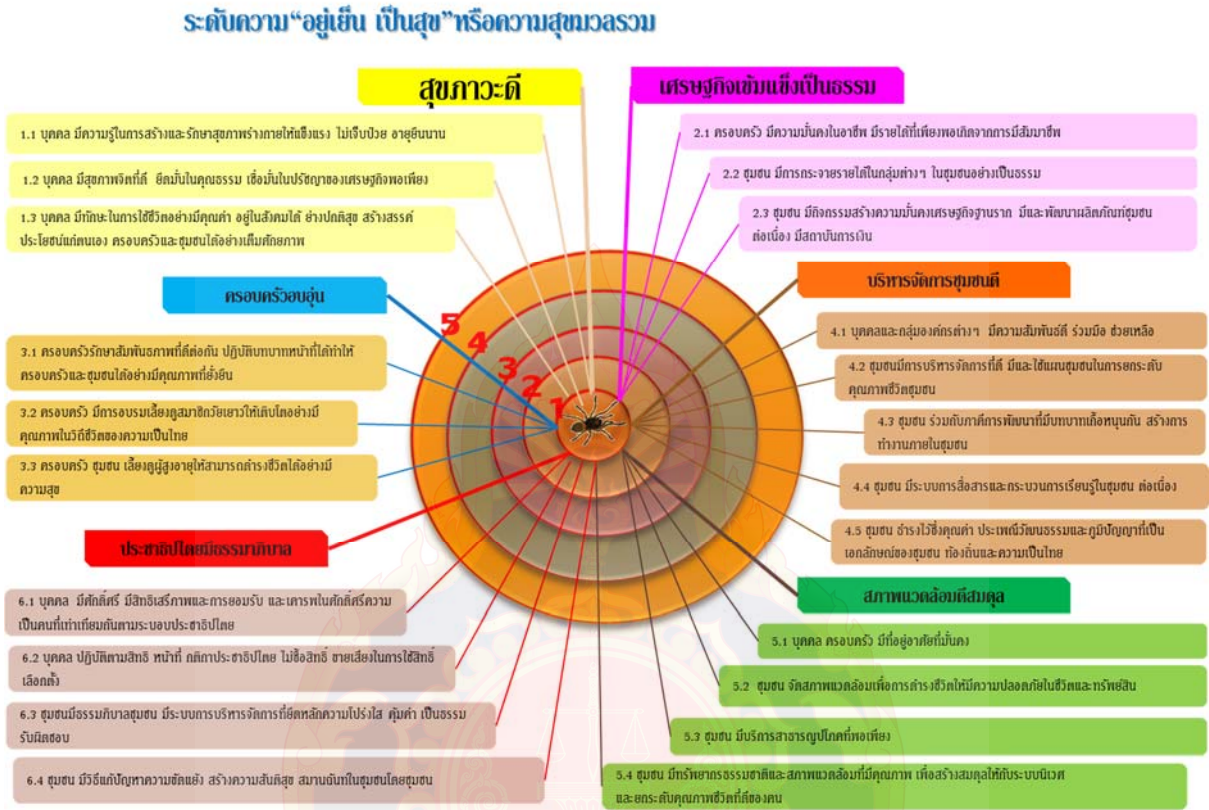 ระดับความ“อยู่เย็น เป็นสุข”หรือความสุขมวลรวม
สุขภาวะดี
1.1 บุคคล มีความรู้ในการสร้างและรักษาสุขภาพร่างกายให้แข็งแรง ไม่เจ็บป่วย อายุยืนนาน
1.2 บุคคล มีสุขภาพจิตที่ดี ยึดมั่นในคุณธรรม เชื่อมั่นในปรัชญาของเศรษฐกิจพอเพียง
1.3 บุคคล มีทักษะในการใช้ชีวิตอย่างมีคุณค่า อยู่ในสังคมได้ อย่างปกติสุข สร้างสรรค์
ประโยชน์แก่ตนเอง ครอบครัวและชุมชนได้อย่างเต็มศักยภาพ
เศรษฐกิจเข้มแข็งเป็นธรรม
2.1 ครอบครัว มีความมั่นคงในอาชีพ มีรายได้ที่เพียงพอเกิดจากการมีสัมมาชีพ
2.2 ชุมชน มีการกระจายรายได้ในกลุ่มต่างๆ ในชุมชนอย่างเป็นธรรม
2.3 ชุมชน มีกิจกรรมสร้างความมั่นคงเศรษฐกิจฐานราก มีและพัฒนาผลิตภัณฑ์ชุมชน
ต่อเนื่อง มีสถาบันการเงิน
ครอบครัวอบอุ่น
3.1 ครอบครัวรักษาสัมพันธภาพที่ดีต่อกัน ปฏิบัติบทบาทหน้าที่ได้ทำให้
ครอบครัวและชุมชนได้อย่างมีคุณภาพที่ยั่งยืน
3.2 ครอบครัว มีการอบรมเลี้ยงดูสมาชิกวัยเยาว์ให้เติบโตอย่างมี
คุณภาพในวิถีชีวิตของความเป็นไทย
3.3 ครอบครัว ชุมชน เลี้ยงดูผู้สูงอายุให้สามารถดำรงชีวิตได้อย่างมี
ความสุข
5
4
3
2
1
บริหารจัดการชุมชนดี
4.1 บุคคลและกลุ่มองค์กรต่างๆ มีความสัมพันธ์ดี ร่วมมือ ช่วยเหลือ
4.2 ชุมชนมีการบริหารจัดการที่ดี มีและใช้แผนชุมชนในการยกระดับ
คุณภาพชีวิตชุมชน
4.3 ชุมชน ร่วมกับภาคีการพัฒนาที่มีบทบาทเกื้อหนุนกัน สร้างการ
ทำงานภายในชุมชน
4.4 ชุมชน มีระบบการสื่อสารและกระบวนการเรียนรู้ในชุมชน ต่อเนื่อง
4.5 ชุมชน ธำรงไว้ซึ่งคุณค่า ประเพณีวัฒนธรรมและภูมิปัญญาที่เป็น
เอกลักษณ์ของชุมชน ท้องถิ่นและความเป็นไทย
ประชาธิปไตยมีธรรมาภิบาล
6.1 บุคคล มีศักดิ์ศรี มีสิทธิเสรีภาพและการยอมรับ และเคารพในศักดิ์ศรีความ
เป็นคนที่เท่าเทียมกันตามระบอบประชาธิปไตย
6.2 บุคคล ปฏิบัติตามสิทธิ หน้าที่ กติกาประชาธิปไตย ไม่ซื้อสิทธิ์ ขายเสียงในการใช้สิทธิ์
เลือกตั้ง
6.3 ชุมชนมีธรรมภิบาลชุมชน มีระบบการบริหารจัดการที่ยึดหลักความโปร่งใส คุ้มค่า เป็นธรรม
รับผิดชอบ
6.4 ชุมชน มีวิธีแก้ปัญหาความขัดแย้ง สร้างความสันติสุข สมานฉันท์ในชุมชนโดยชุมชน
สภาพแวดล้อมดีสมดุล
5.1 บุคคล ครอบครัว มีที่อยู่อาศัยที่มั่นคง
5.2 ชุมชน จัดสภาพแวดล้อมเพื่อการดำรงชีวิตให้มีความปลอดภัยในชีวิตและทรัพย์สิน
5.3 ชุมชน มีบริการสาธารณูปโภคที่พอเพียง
5.4 ชุมชน มีทรัพยากรธรรมชาติและสภาพแวดล้อมที่มีคุณภาพ เพื่อสร้างสมดุลให้กับระบบนิเวศ
และยกระดับคุณภาพชีวิตที่ดีของคน